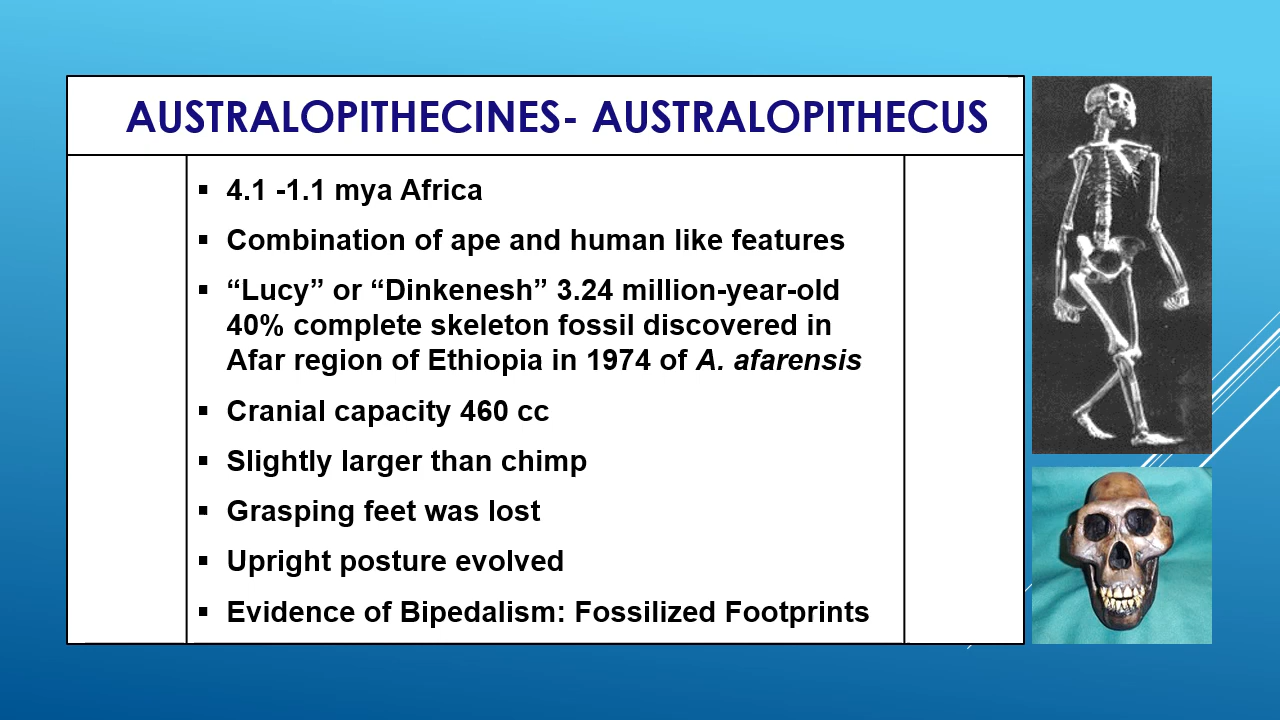 AUSTRALOPITHECINES- AUSTRALOPITHECUS
▪ 4.1 -1.1 mya Africa
▪ Combination of ape and human like features
▪ “Lucy” or “Dinkenesh” 3.24 million-year-old
40% complete skeleton fossil discovered in
Afar region of Ethiopia in 1974 of A. afarensis
▪ Cranial capacity 460 cc
▪ Slightly larger than chimp
▪ Grasping feet was lost
▪ Upright posture evolved
▪ Evidence of Bipedalism: Fossilized Footprints